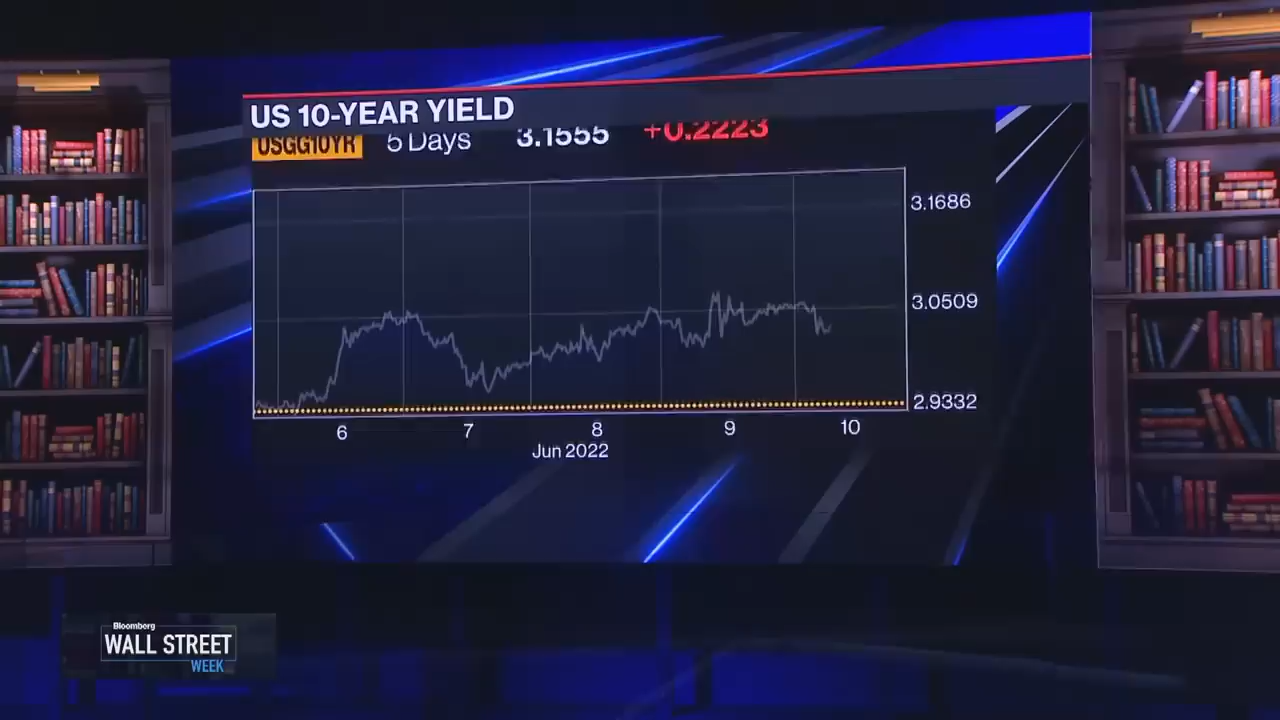 US 10-YEAR YIELD
USGG10YR 5 Days 3.1555 +0.2223
3.1686
3.0509
2.9332
6 7 8 9 10
Jun 2022
Bloomberg
WALL STREET
WEEK